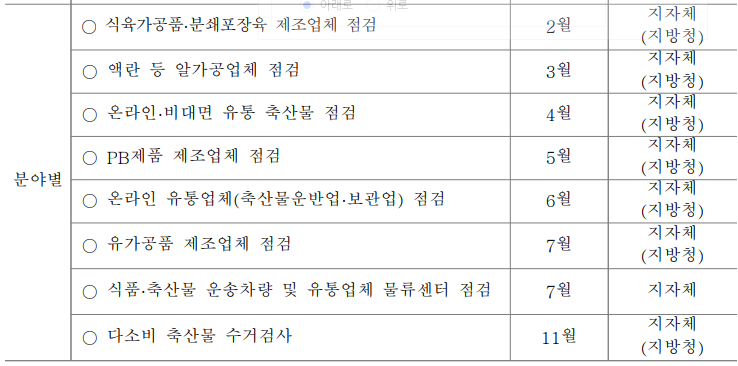 아래로 위로
○ 식육가공품·분쇄포장육 제조업체 점검 2월 지자체
(지방청)
○ 액란 등 알가공업체 점검 3월 지자체
(지방청)
○ 온라인·비대면 유통 축산물 점검 4월 지자체
(지방청)
○ PB제품 제조업체 점검 5월 지자체
(지방청)
분야별
○ 온라인 유통업체(축산물운반업·보관업) 점검 6월 지자체
(지방청)
○ 유가공품 제조업체 점검 7월 지자체
(지방청)
○ 식품·축산물 운송차량 및 유통업체 물류센터 점검 7월 지자체
○ 다소비 축산물 수거검사 11월 지자체
(지방청)